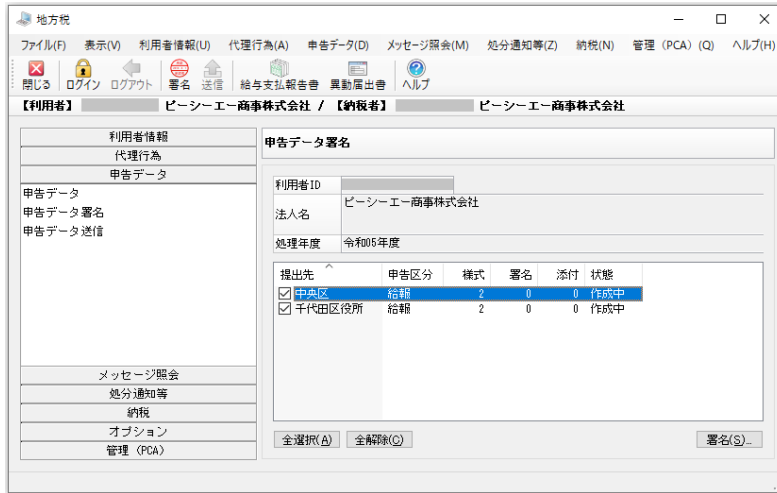 地方税
ファイル(F) 表示(V) 利用者情報(U) 代理行為(A) 申告データ(D) メッセージ照会(M) 処分通知等(Z) 納税(N) 管理（PCA）(Q) ヘルプ(H)
閉じる ログイン ログアウト 署名 送信 給与支払報告書 異動届出書 ヘルプ
【利用者】 ピーシーエー商事株式会社 / 【納税者】 ピーシーエー商事株式会社
利用者情報
代理行為
申告データ
申告データ
申告データ署名
申告データ送信
メッセージ照会
処分通知等
納税
オプション
管理（PCA）
申告データ署名
利用者ID
法人名 ピーシーエー商事株式会社
処理年度 令和05年度
提出先 申告区分 様式 署名 添付 状態
中央区 給報 2 0 0 作成中
千代田区役所 給報 2 0 0 作成中
全選択(A) 全解除(C) 署名(S)...